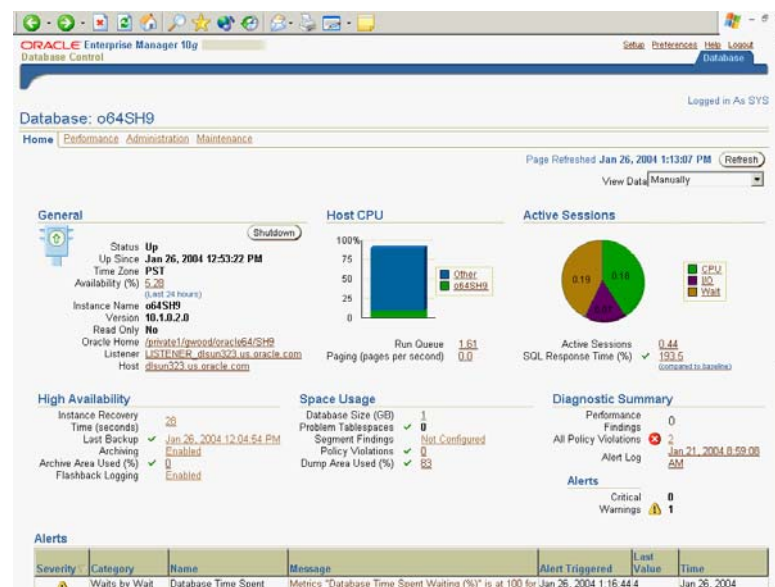 ORACLE Enterprise Manager 10g
Database Control
Setup Preferences Help Logout
Database
Logged in As SYS
Database: o64SH9
Home Performance Administration Maintenance
Page Refreshed Jan 26, 2004 1:13:07 PM Refresh
View Data Manually
General
Shutdown
Status Up
Up Since Jan 26, 2004 12:53:22 PM
Time Zone PST
Availability (%) 5.28
(Last 24 hours)
Instance Name o64SH9
Version 10.1.0.2.0
Read Only No
Oracle Home /private1/gwood/oracle64/SH9
Listener LISTENER_dlsun323.us.oracle.com
Host dlsun323.us.oracle.com
Host CPU
100%
75
50
25
0
Other
o64SH9
Run Queue 1.61
Paging (pages per second) 0.0
Active Sessions
0.19
CPU
I/O
Wait
Active Sessions 0.44
SQL Response Time (%) 193.5
(compared to baseline)
High Availability
Instance Recovery Time (seconds) 28
Last Backup Jan 26, 2004 12:04:54 PM
Archiving Enabled
Archive Area Used (%) 0
Flashback Logging Enabled
Space Usage
Database Size (GB) 1
Problem Tablespaces 0
Segment Findings Not Configured
Policy Violations 0
Dump Area Used (%) 83
Diagnostic Summary
Performance Findings 0
All Policy Violations 2
Alert Log Jan 21, 2004 8:59:08 AM
Alerts
Critical 0
Warnings 1
Alerts
Severity Category Name Message Alert Triggered Last Value Time
Waits by Wait Database Time Spent Metrics "Database Time Spent Waiting (%)" is at 100 for Jan 26, 2004 1:16:44 4 Jan 26, 2004